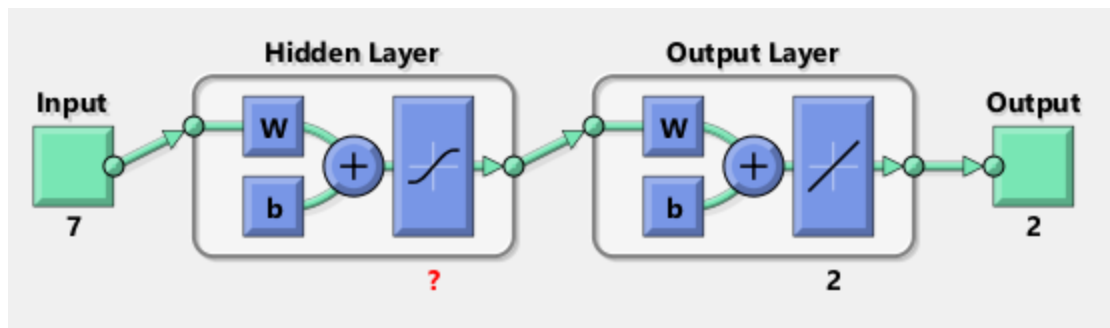 Hidden Layer
Output Layer
Input
Output
W
W
+
+
b
b
7
2
?
2